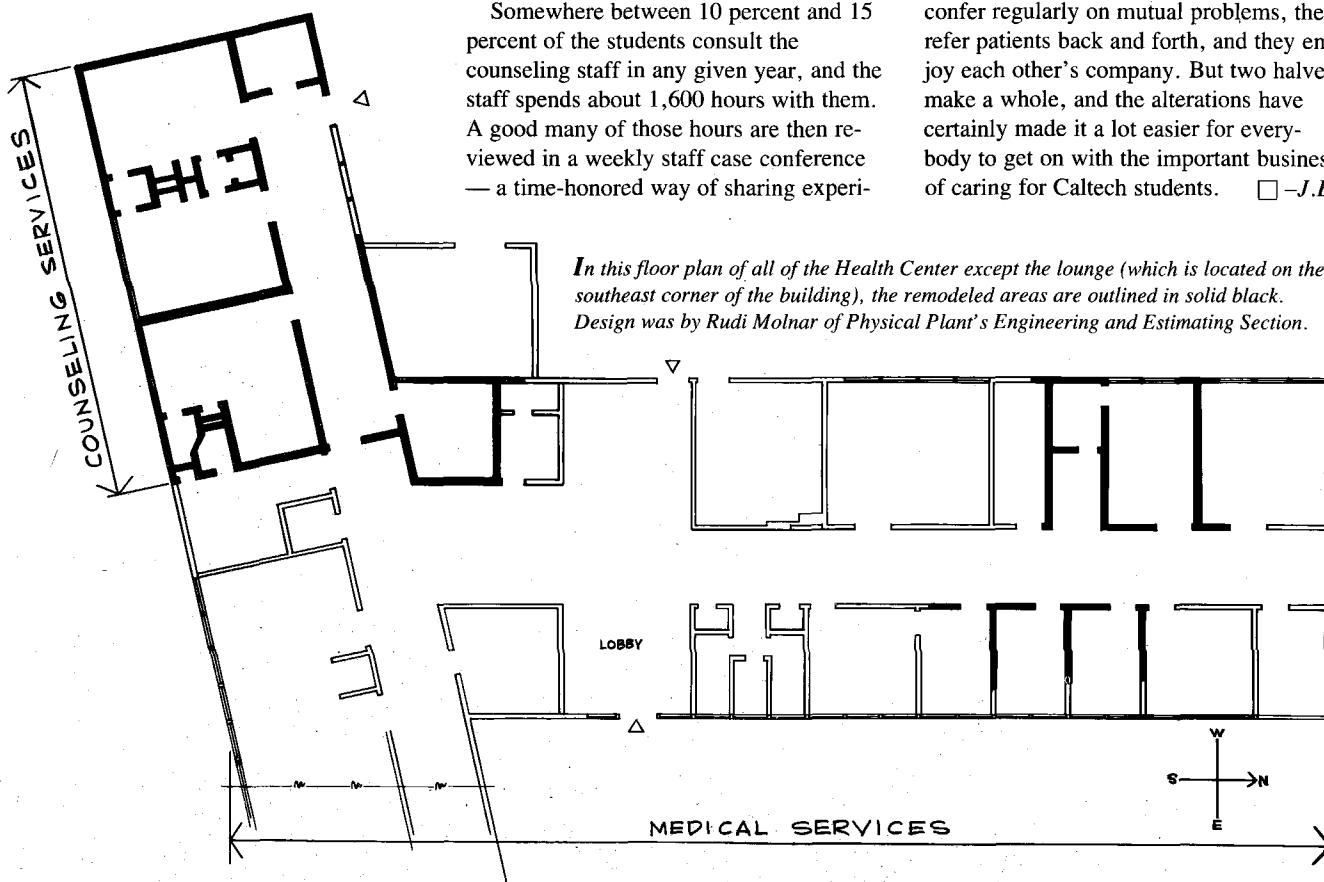 Somewhere between 10 percent and 15
percent of the students consult the
counseling staff in any given year, and the
staff spends about 1,600 hours with them.
A good many of those hours are then re-
viewed in a weekly staff case conference
— a time-honored way of sharing experi-
confer regularly on mutual problems, the
refer patients back and forth, and they en
joy each other's company. But two halve
make a whole, and the alterations have
certainly made it a lot easier for every-
body to get on with the important busines
of caring for Caltech students. □ –J.
In this floor plan of all of the Health Center except the lounge (which is located on the
southeast corner of the building), the remodeled areas are outlined in solid black.
Design was by Rudi Molnar of Physical Plant's Engineering and Estimating Section.
COUNSELING SERVICES
LOBBY
W
S N
E
MEDICAL SERVICES